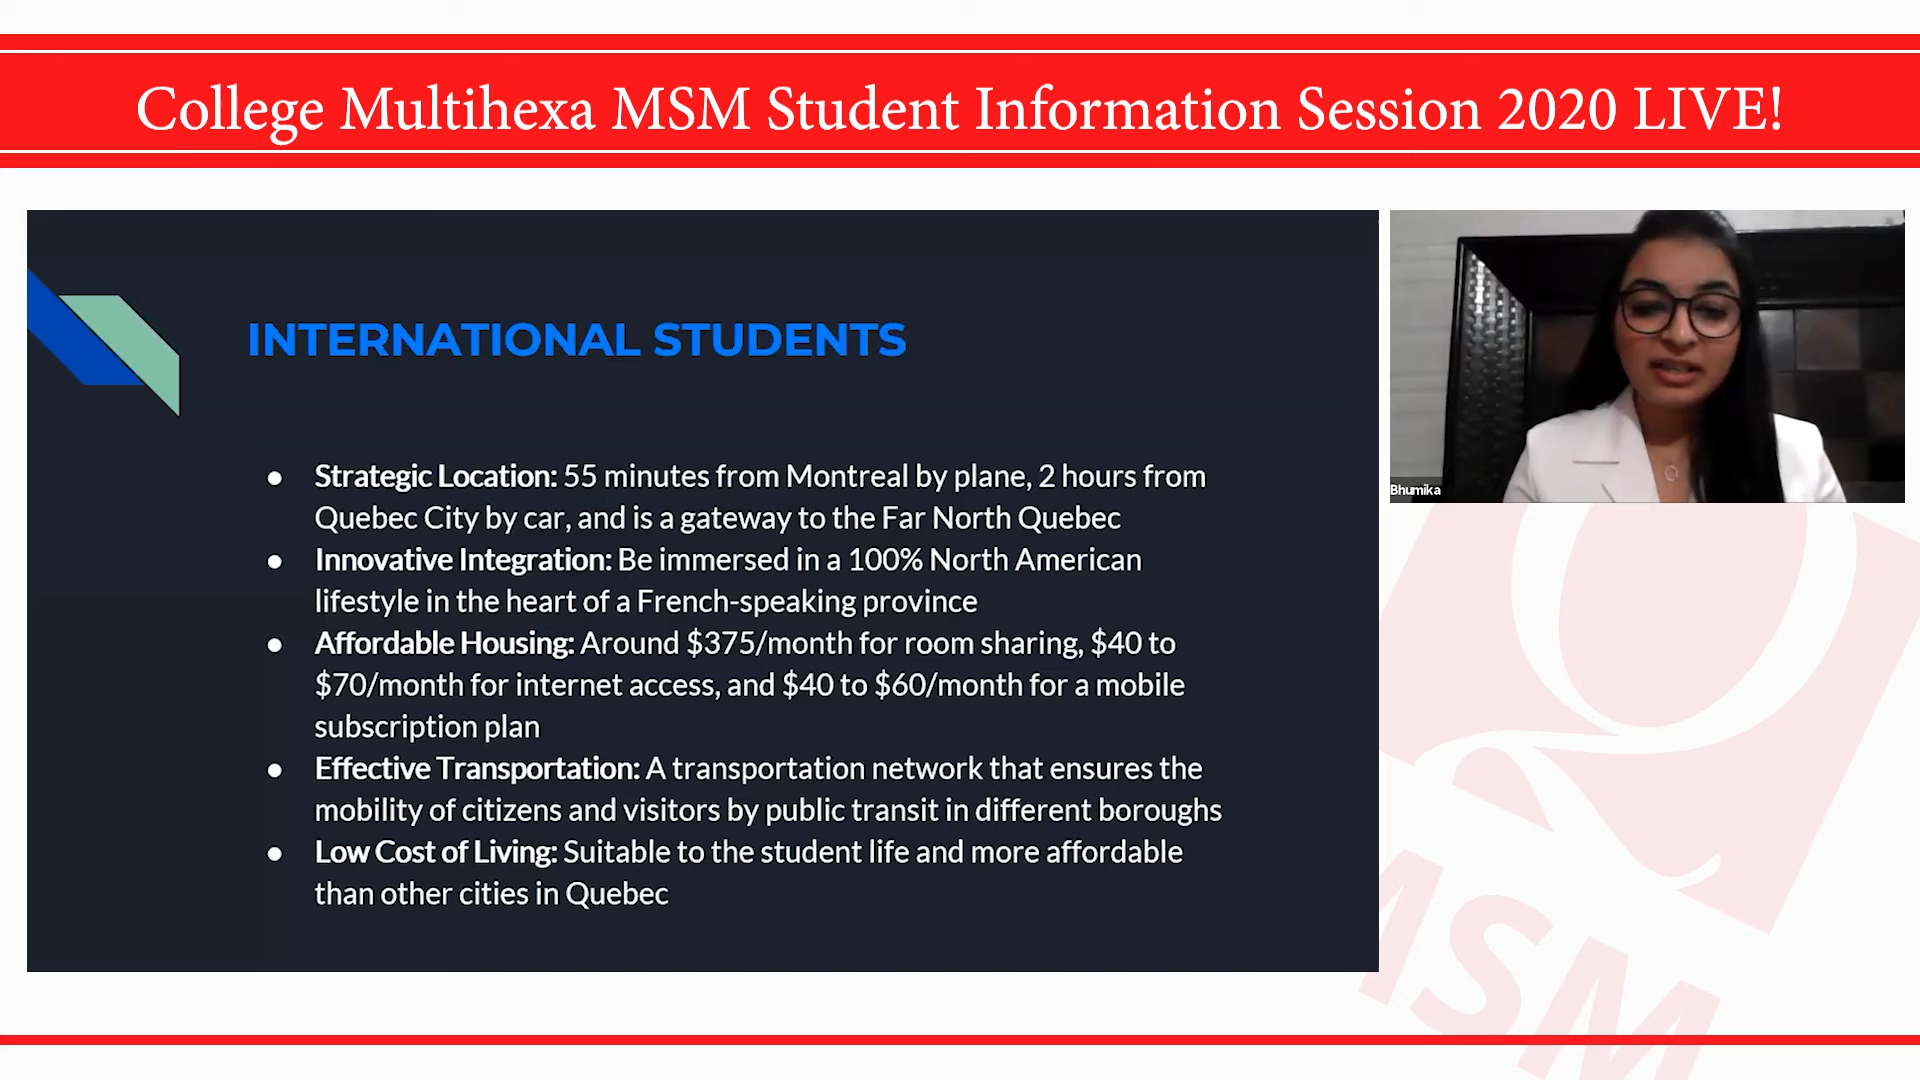 College Multihexa MSM Student Information Session 2020 LIVE!
INTERNATIONAL STUDENTS
● Strategic Location: 55 minutes from Montreal by plane, 2 hours from
Quebec City by car, and is a gateway to the Far North Quebec
● Innovative Integration: Be immersed in a 100% North American
lifestyle in the heart of a French-speaking province
● Affordable Housing: Around $375/month for room sharing, $40 to
$70/month for internet access, and $40 to $60/month for a mobile
subscription plan
● Effective Transportation: A transportation network that ensures the
mobility of citizens and visitors by public transit in different boroughs
● Low Cost of Living: Suitable to the student life and more affordable
than other cities in Quebec
Bhumika
MSM